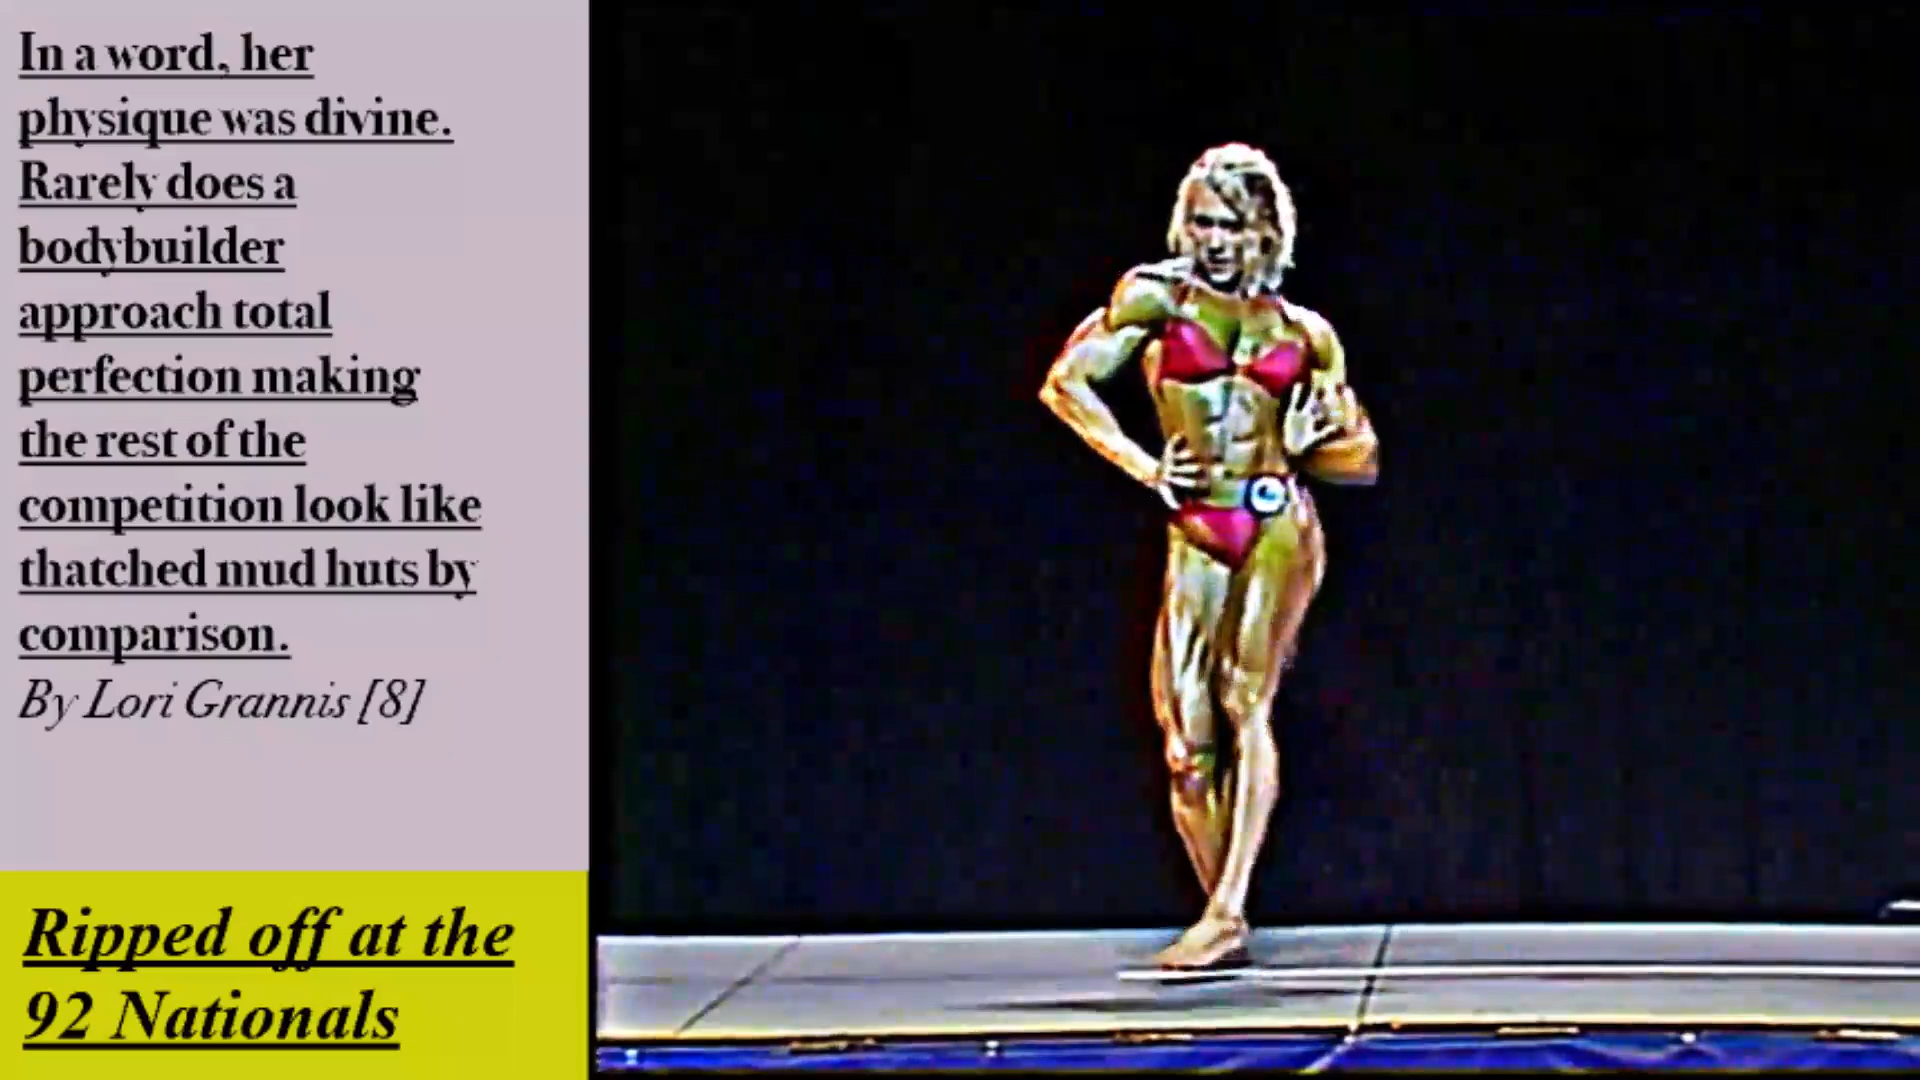 In a word, her
physique was divine.
Rarely does a
bodybuilder
approach total
perfection making
the rest of the
competition look like
thatched mud huts by
comparison.
By Lori Grannis [8]
Ripped off at the
92 Nationals